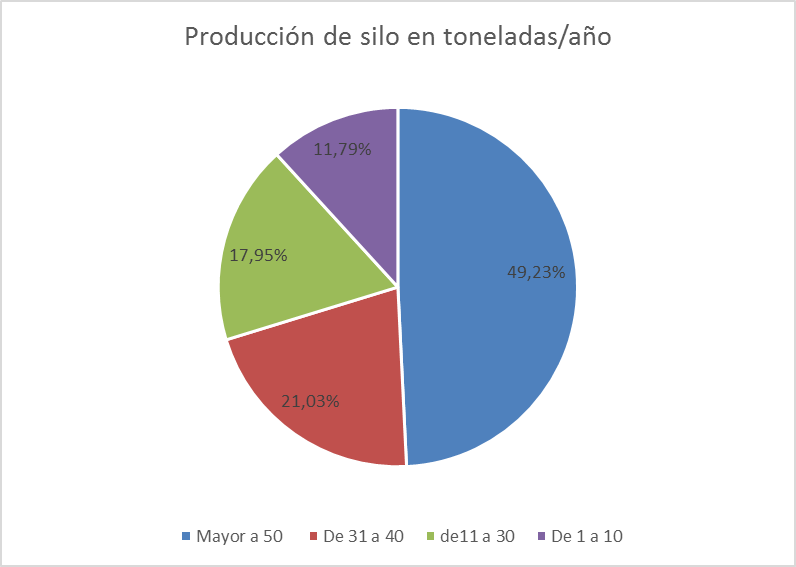 Producción de silo en toneladas/año
11,79%
17,95%
49,23%
21,03%
Mayor a 50 De 31 a 40 de11 a 30 De 1 a 10